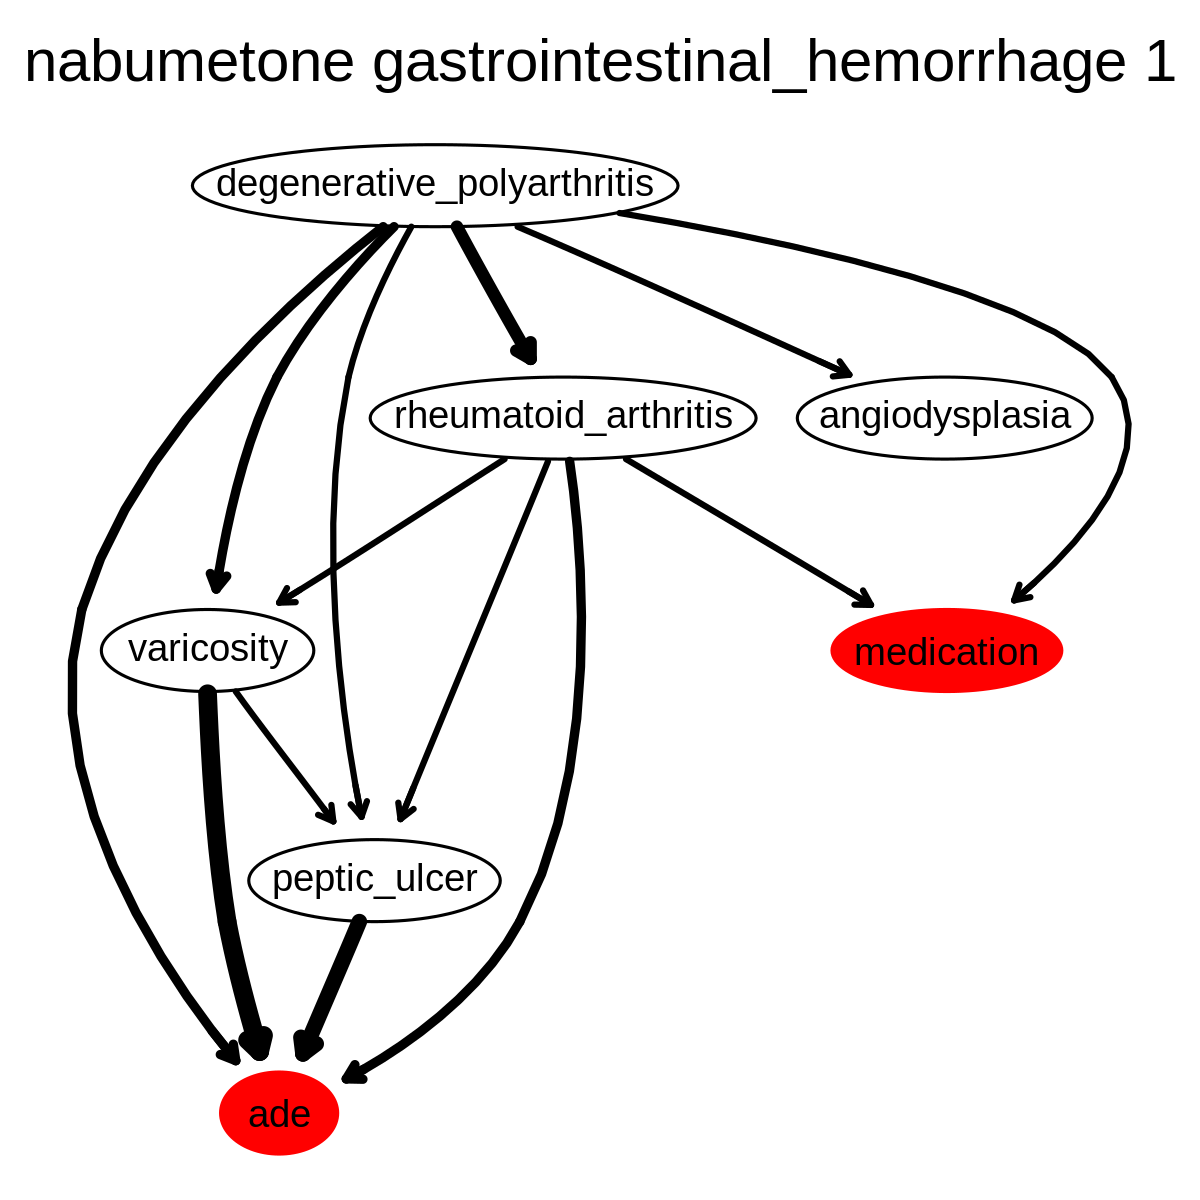 nabumetone gastrointestinal_hemorrhage 1
degenerative_polyarthritis
rheumatoid_arthritis
angiodysplasia
varicosity
medication
peptic_ulcer
ade